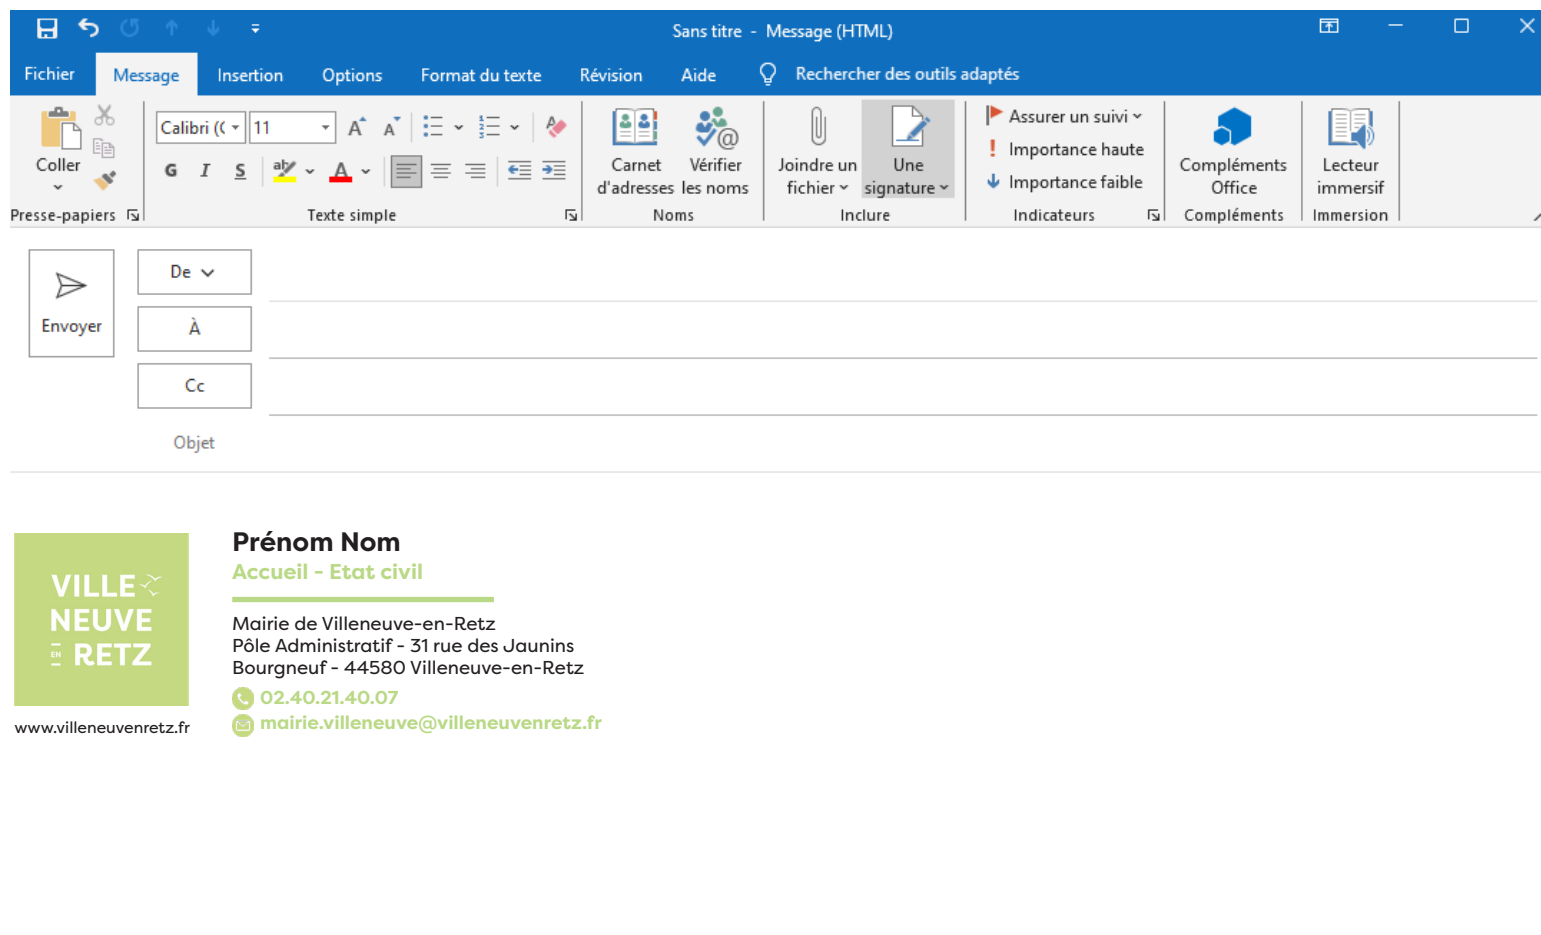 Sans titre - Message (HTML)
Fichier Message Insertion Options Format du texte Révision Aide Rechercher des outils adaptés
Coller
Presse-papiers
Calibri (( 11
G I S
Texte simple
Carnet d'adresses
Vérifier les noms
Noms
Joindre un fichier
Une signature
Inclure
Assurer un suivi
Importance haute
Importance faible
Indicateurs
Compléments Office
Compléments
Lecteur immersif
Immersion
Envoyer
De
À
Cc
Objet
VILLE
NEUVE
EN RETZ
www.villeneuvenretz.fr
Prénom Nom
Accueil - Etat civil
Mairie de Villeneuve-en-Retz
Pôle Administratif - 31 rue des Jaunins
Bourgneuf - 44580 Villeneuve-en-Retz
02.40.21.40.07
mairie.villeneuve@villeneuvenretz.fr